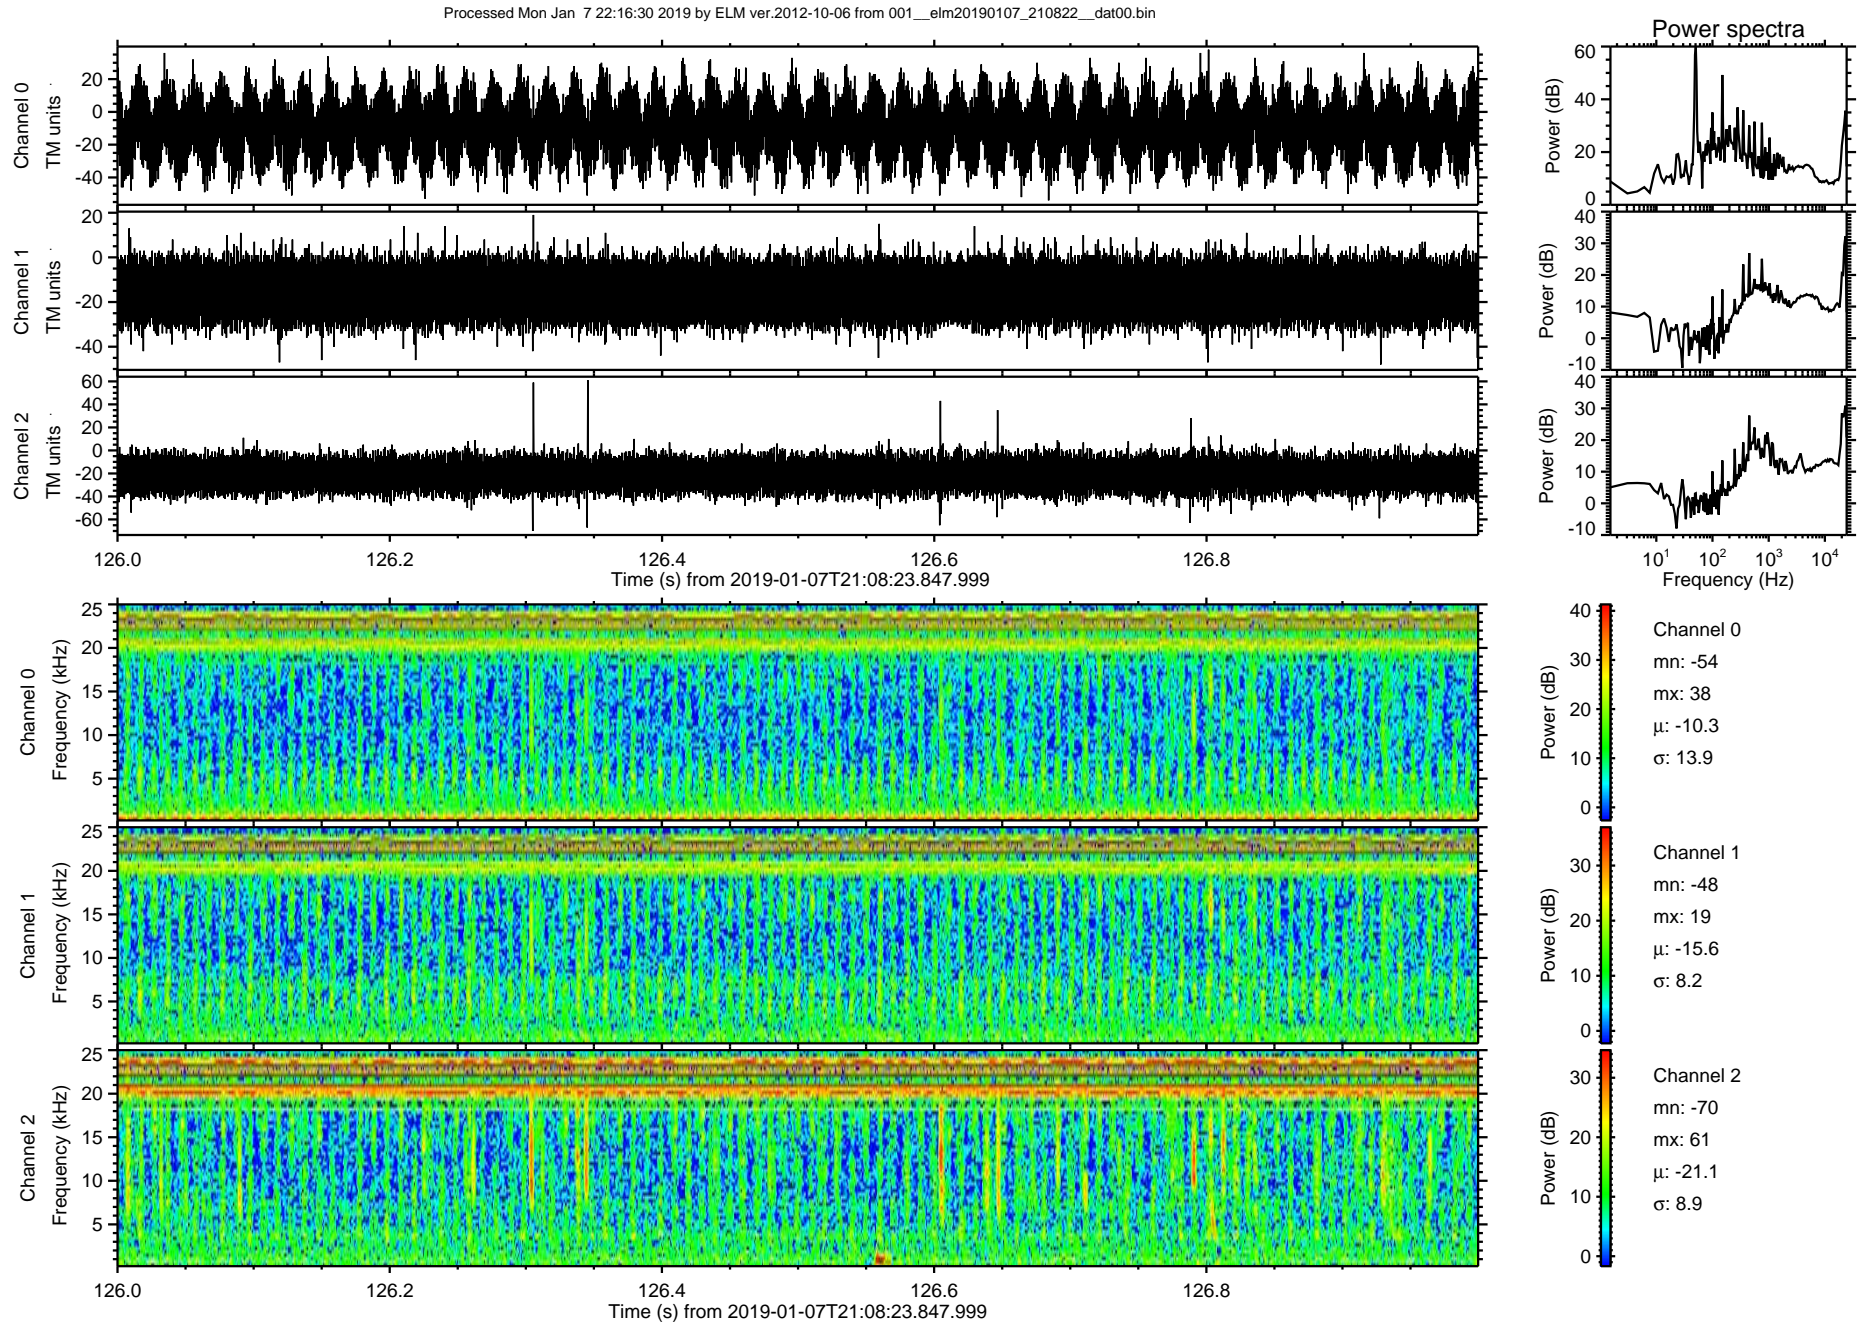 Processed Mon Jan  7 22:16:30 2019 by ELM ver.2012-10-06 from 001__elm20190107_210822__dat00.bin
Power spectra
Channel 0
TM units
20
0
-20
-40
Power (dB)
60
40
20
0
Channel 1
TM units
20
0
-20
-40
Power (dB)
40
30
20
10
0
-10
Channel 2
TM units
60
40
20
0
-20
-40
-60
Power (dB)
40
30
20
10
0
-10
126.0 126.2 126.4 126.6 126.8
Time (s) from 2019-01-07T21:08:23.847.999
10¹ 10² 10³ 10⁴
Frequency (Hz)
Channel 0
Frequency (kHz)
25
20
15
10
5
Power (dB)
40
30
20
10
0
Channel 0
mn: -54
mx: 38
μ: -10.3
σ: 13.9
Channel 1
Frequency (kHz)
25
20
15
10
5
Power (dB)
30
20
10
0
Channel 1
mn: -48
mx: 19
μ: -15.6
σ: 8.2
Channel 2
Frequency (kHz)
25
20
15
10
5
Power (dB)
30
20
10
0
Channel 2
mn: -70
mx: 61
μ: -21.1
σ: 8.9
126.0 126.2 126.4 126.6 126.8
Time (s) from 2019-01-07T21:08:23.847.999